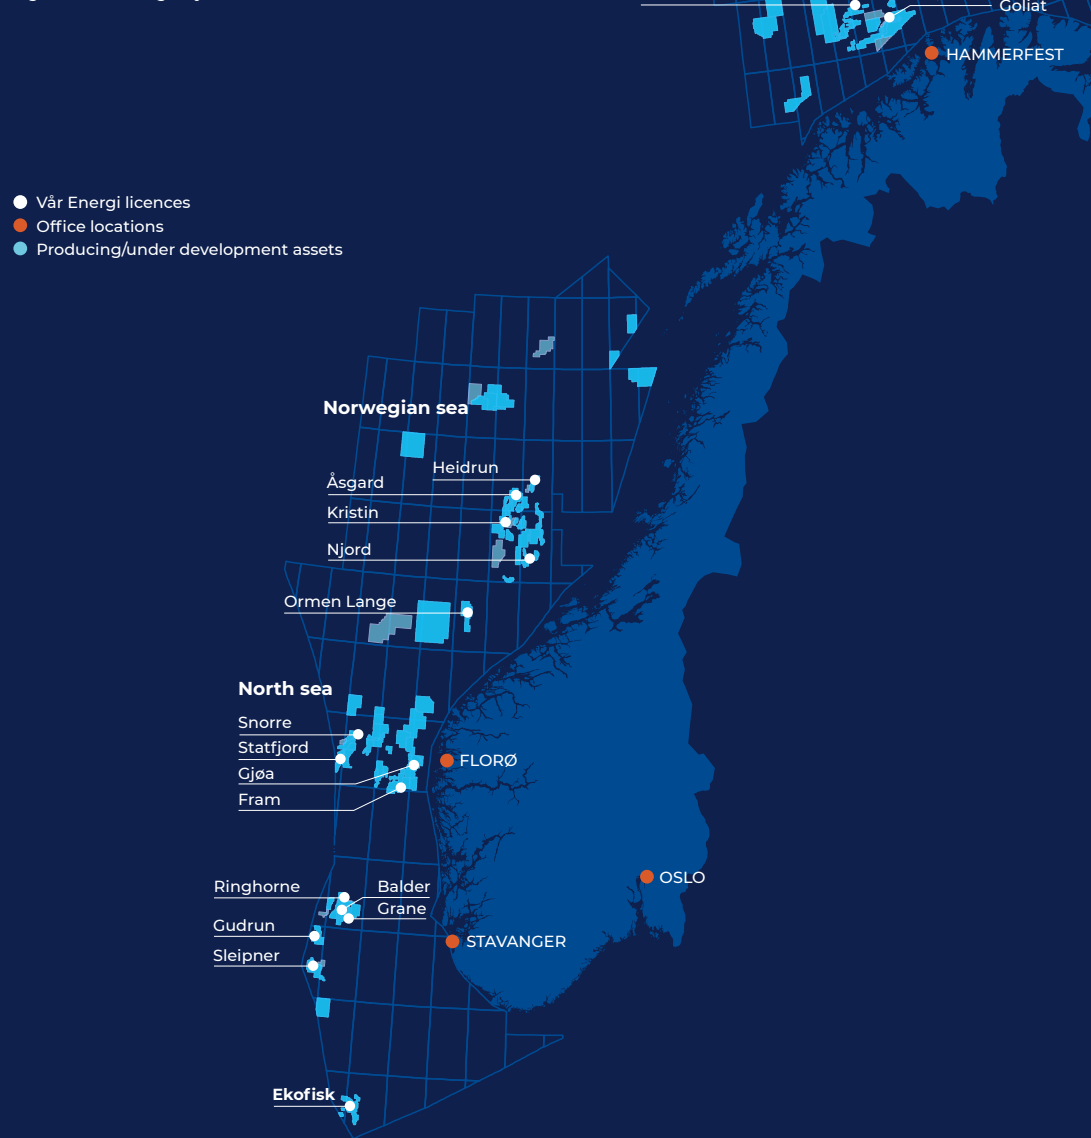 Goliat
HAMMERFEST
Vår Energi licences
Office locations
Producing/under development assets
Norwegian sea
Heidrun
Åsgard
Kristin
Njord
Ormen Lange
North sea
Snorre
Statfjord
FLORØ
Gjøa
Fram
Ringhorne
Balder
Grane
OSLO
Gudrun
STAVANGER
Sleipner
Ekofisk